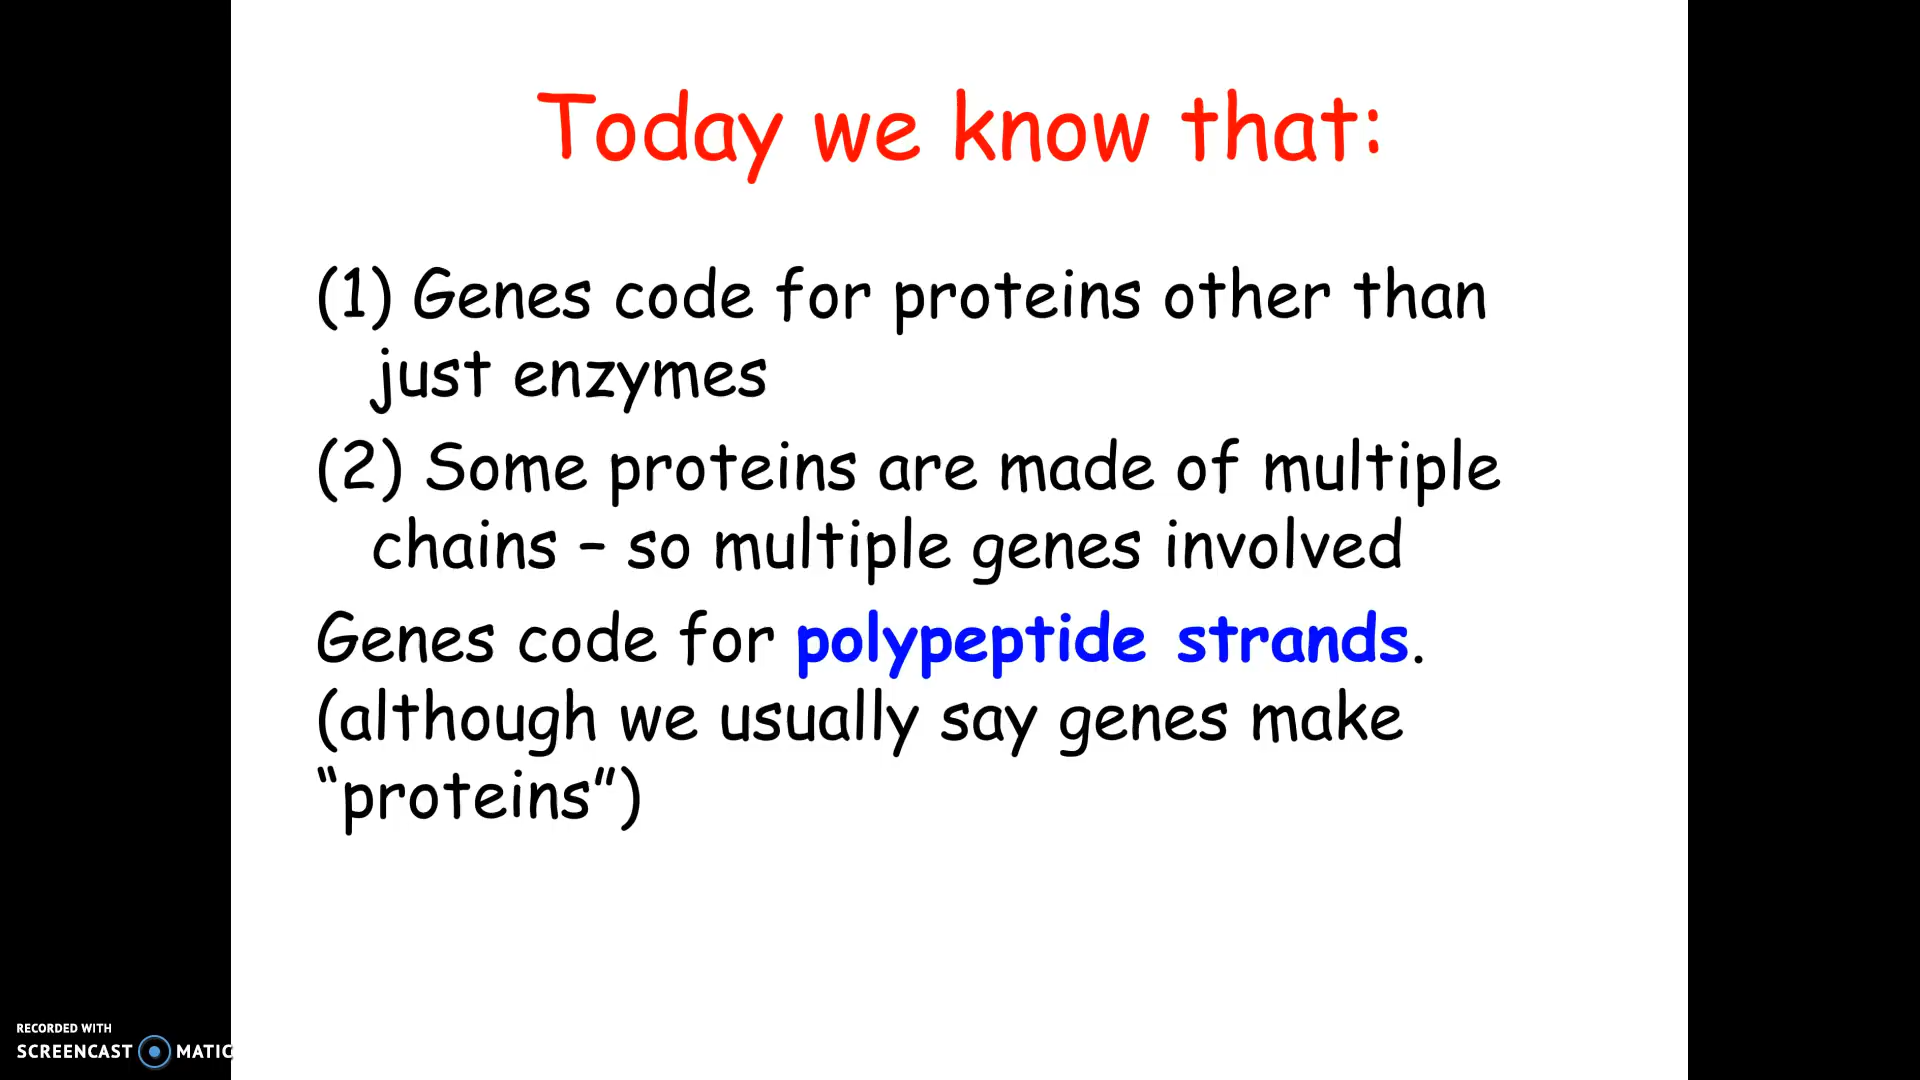 Today we know that:
(1) Genes code for proteins other than
just enzymes
(2) Some proteins are made of multiple
chains – so multiple genes involved
Genes code for polypeptide strands.
(although we usually say genes make
“proteins”)
RECORDED WITH
SCREENCAST MATIC